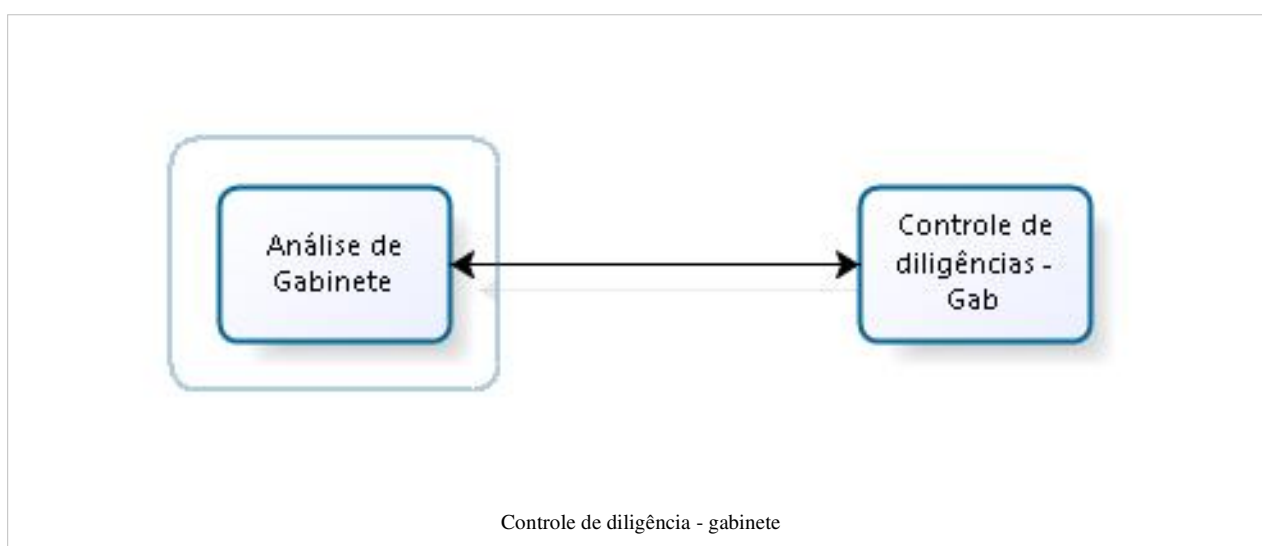 Análise de
Gabinete
Controle de
diligências -
Gab
Controle de diligência - gabinete